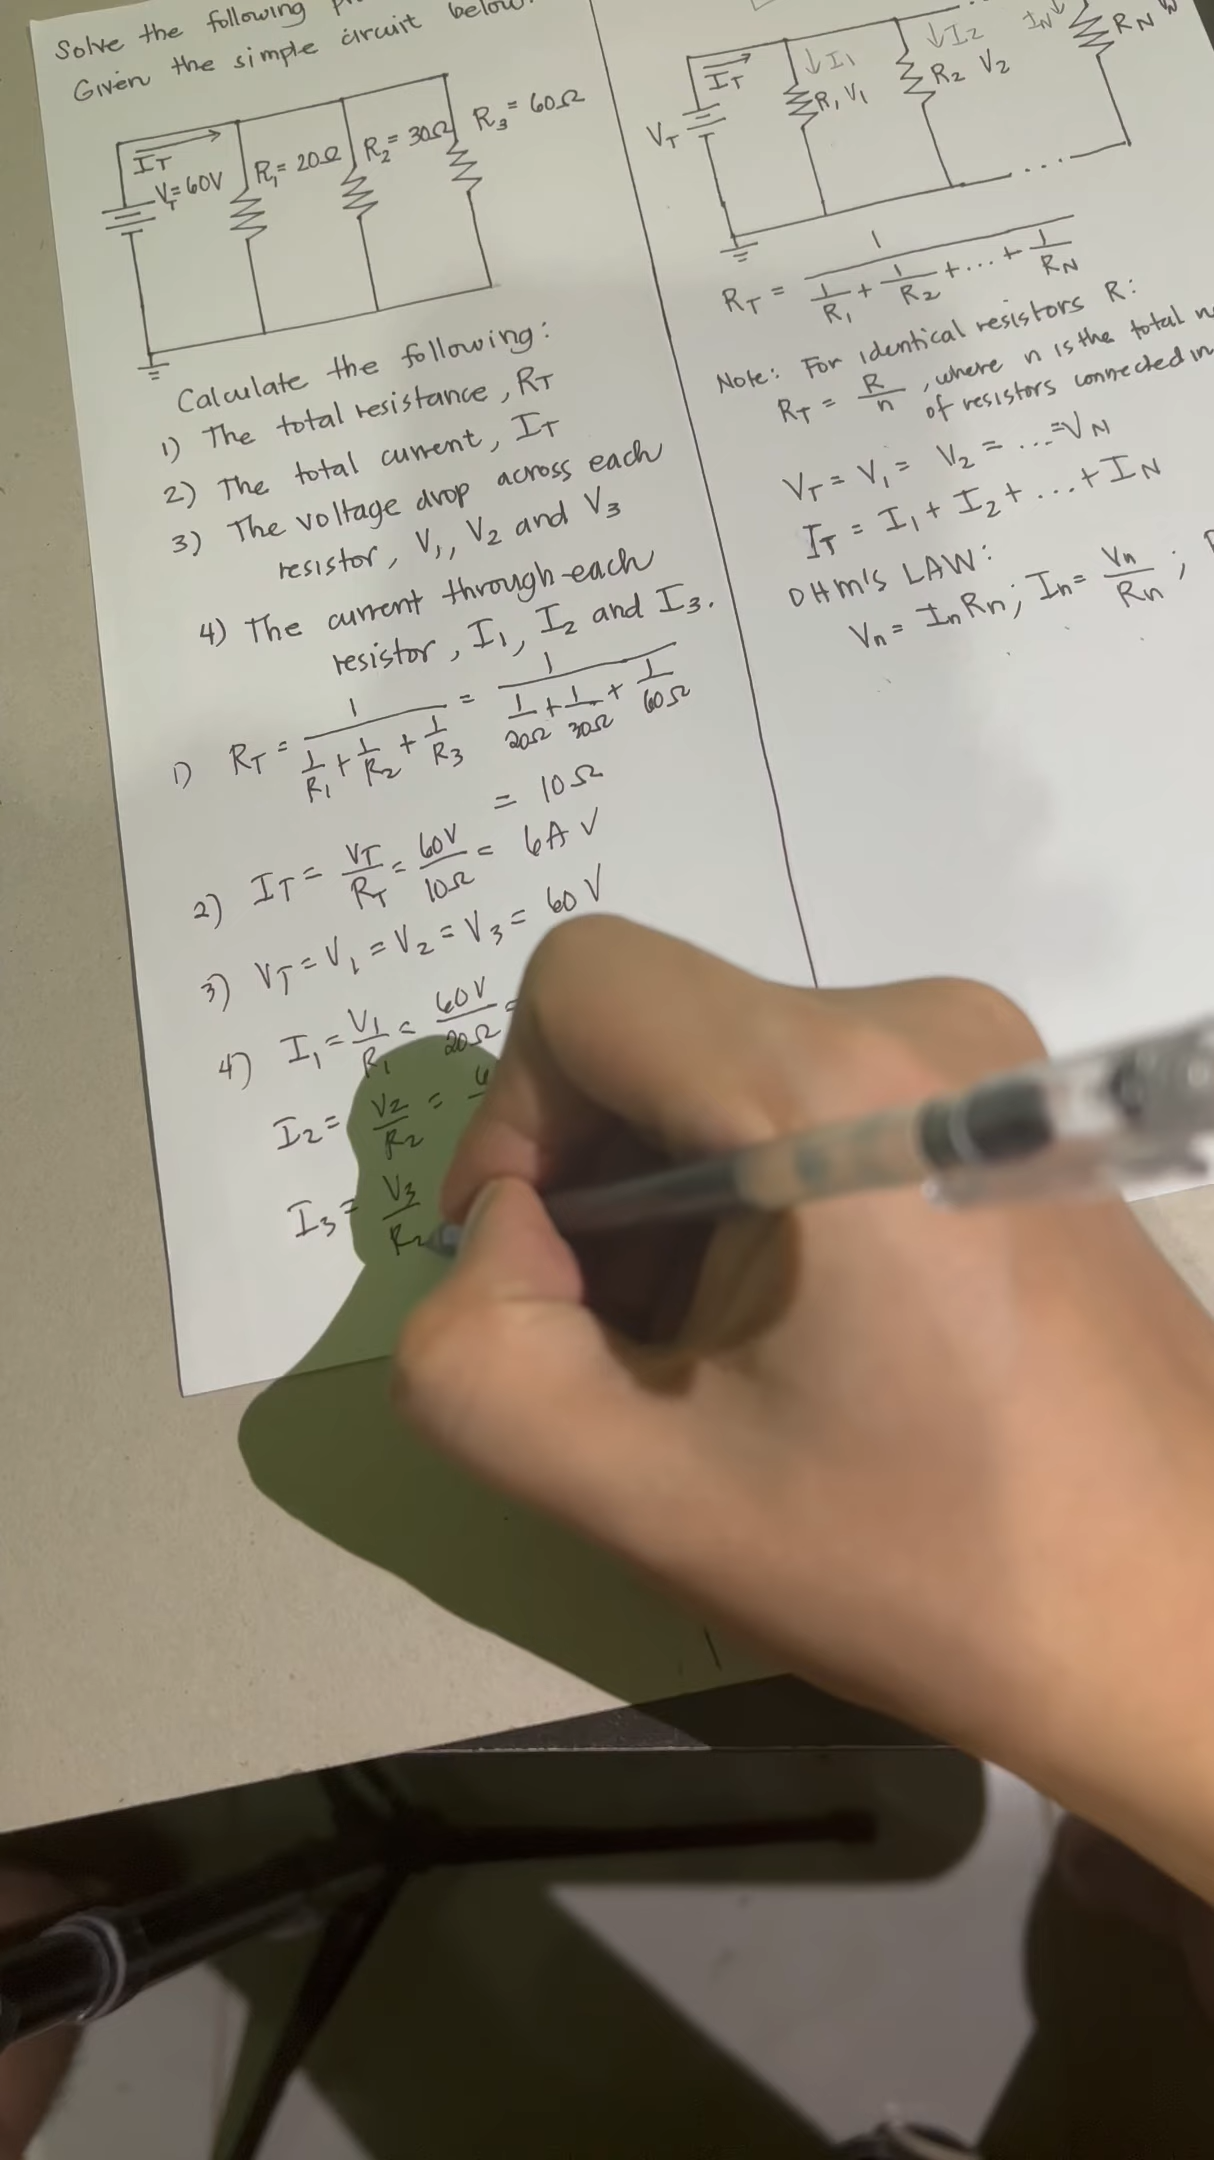 Solve the following
Given the simple circuit below.
IT
VT=60V
R1=20Ω
R2=30Ω
R3=60Ω
Calculate the following:
1) The total resistance, RT
2) The total current, IT
3) The voltage drop across each
resistor, V1, V2 and V3
4) The current through each
resistor, I1, I2 and I3.
1) RT = 1/(1/R1 + 1/R2 + 1/R3) = 1/(1/20Ω + 1/30Ω + 1/60Ω)
= 10Ω
2) IT = VT/RT = 60V/10Ω = 6A V
3) VT = V1 = V2 = V3 = 60V
4) I1 = V1/R1 = 60V/20Ω =
I2 = V2/R2 = 6
I3 = V3/R2
IT
VT
↓I1
R1 V1
↓I2
R2 V2
IN↓
RN
RT = 1/(1/R1 + 1/R2 + ... + 1/RN)
Note: For identical resistors R:
RT = R/n, where n is the total
of resistors connected in
VT = V1 = V2 = ... = VN
IT = I1 + I2 + ... + IN
OHM'S LAW:
Vn = InRn; In = Vn/Rn;